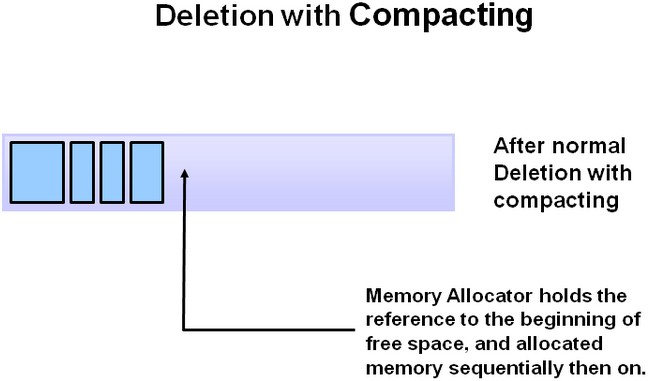 Deletion with Compacting
After normal
Deletion with
compacting
Memory Allocator holds the
reference to the beginning of
free space, and allocated
memory sequentially then on.